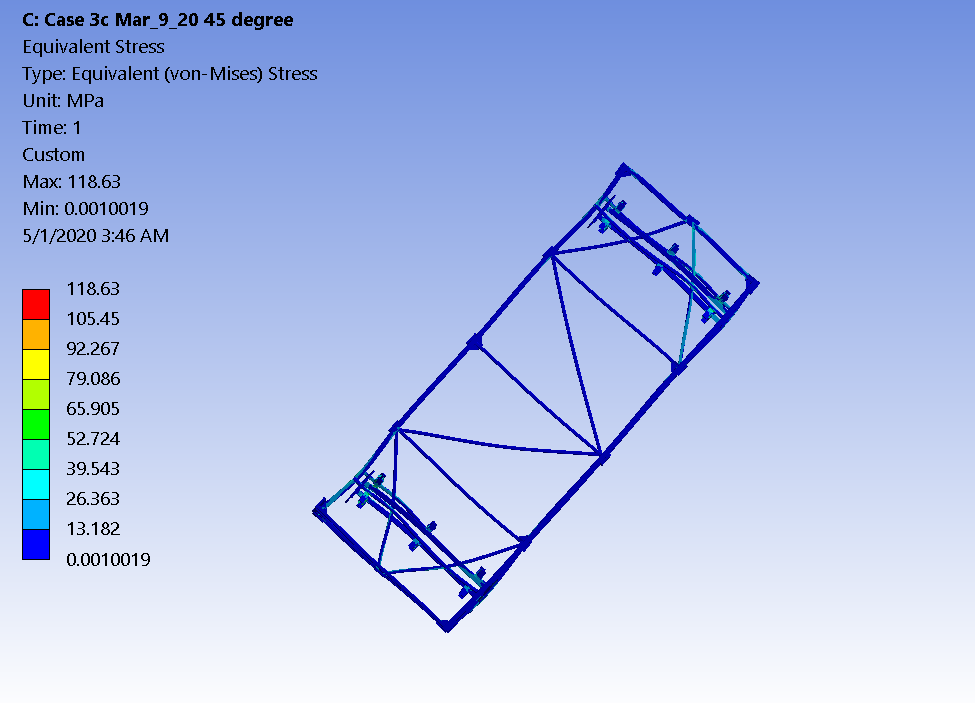 C: Case 3c Mar_9_20 45 degree
Equivalent Stress
Type: Equivalent (von-Mises) Stress
Unit: MPa
Time: 1
Custom
Max: 118.63
Min: 0.0010019
5/1/2020 3:46 AM
118.63
105.45
92.267
79.086
65.905
52.724
39.543
26.363
13.182
0.0010019